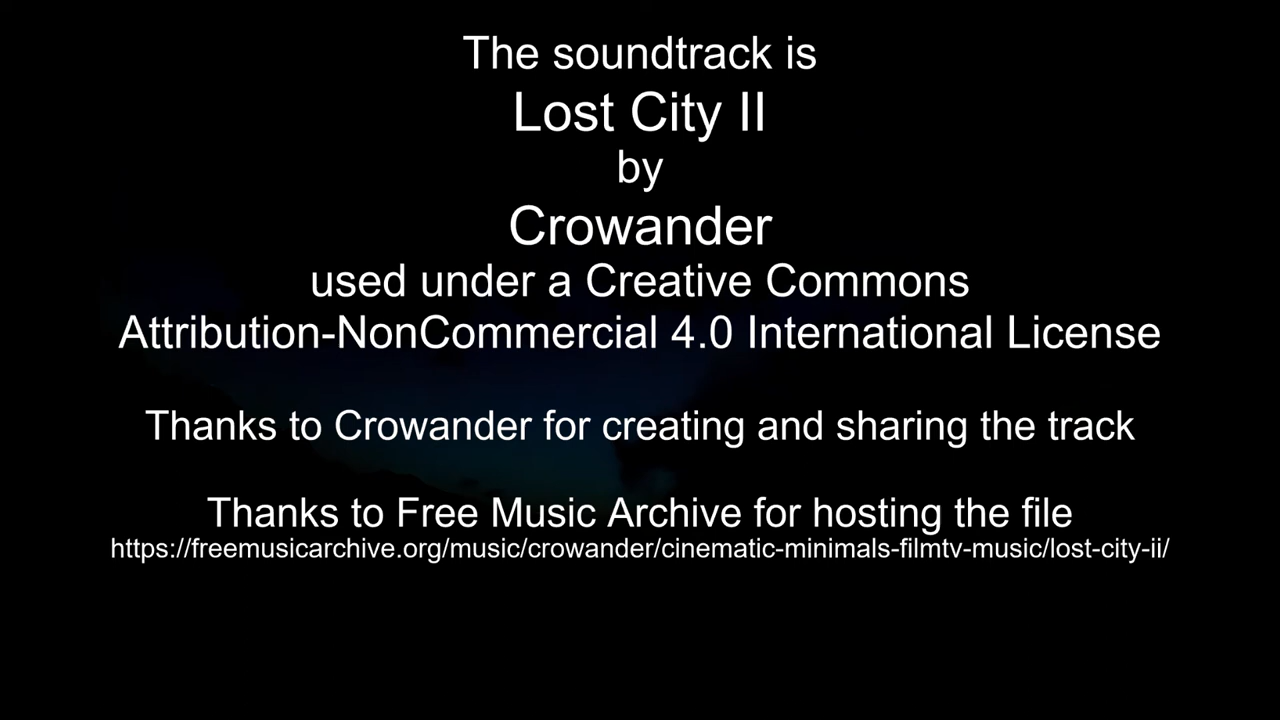 The soundtrack is
Lost City II
by
Crowander
used under a Creative Commons
Attribution-NonCommercial 4.0 International License
Thanks to Crowander for creating and sharing the track
Thanks to Free Music Archive for hosting the file
https://freemusicarchive.org/music/crowander/cinematic-minimals-filmtv-music/lost-city-ii/